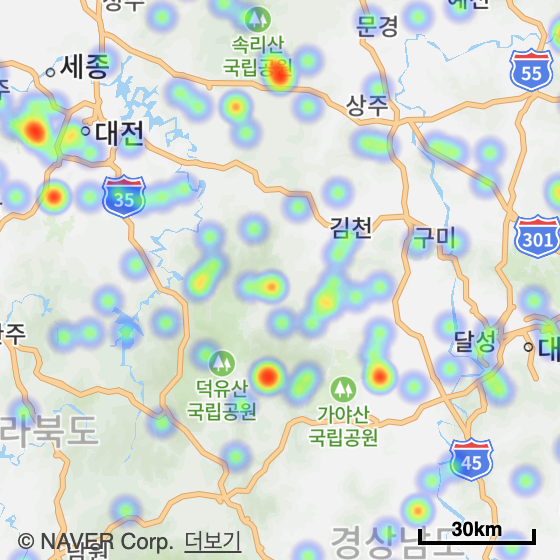 상주
예천
문경
속리산
국립공원
세종
55
상주
대전
35
김천
구미
301
전주
달성
대
덕유산
국립공원
가야산
국립공원
라북도
45
경상남도
30km
남원
© NAVER Corp. 더보기